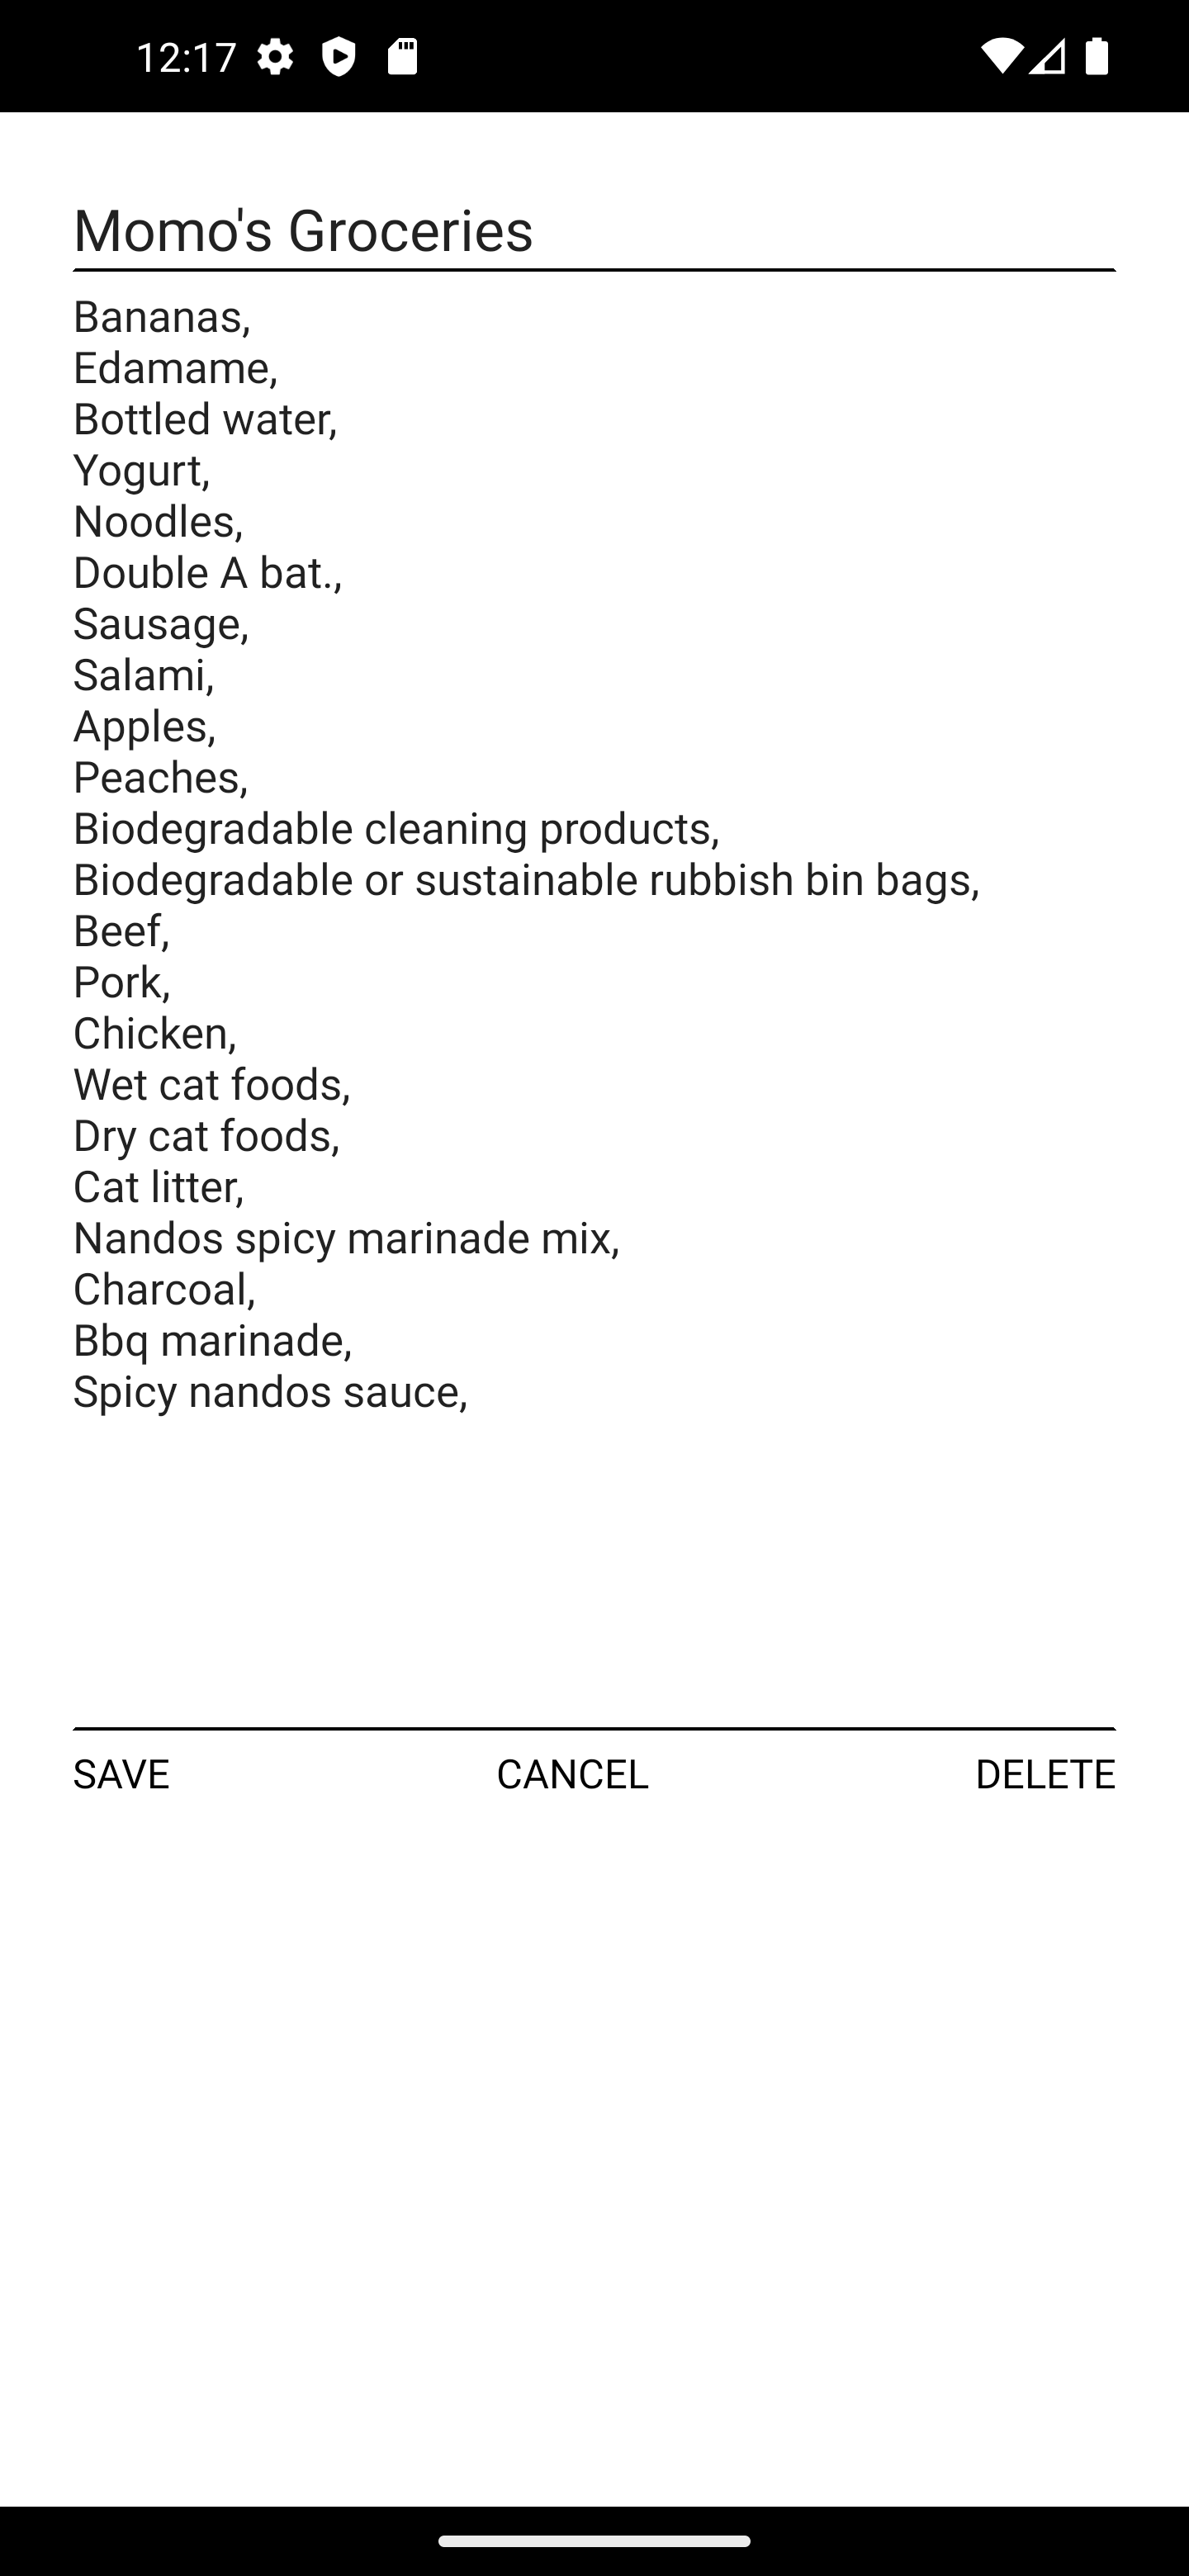 12:17
Momo's Groceries
Bananas,
Edamame,
Bottled water,
Yogurt,
Noodles,
Double A bat.,
Sausage,
Salami,
Apples,
Peaches,
Biodegradable cleaning products,
Biodegradable or sustainable rubbish bin bags,
Beef,
Pork,
Chicken,
Wet cat foods,
Dry cat foods,
Cat litter,
Nandos spicy marinade mix,
Charcoal,
Bbq marinade,
Spicy nandos sauce,
SAVE CANCEL DELETE